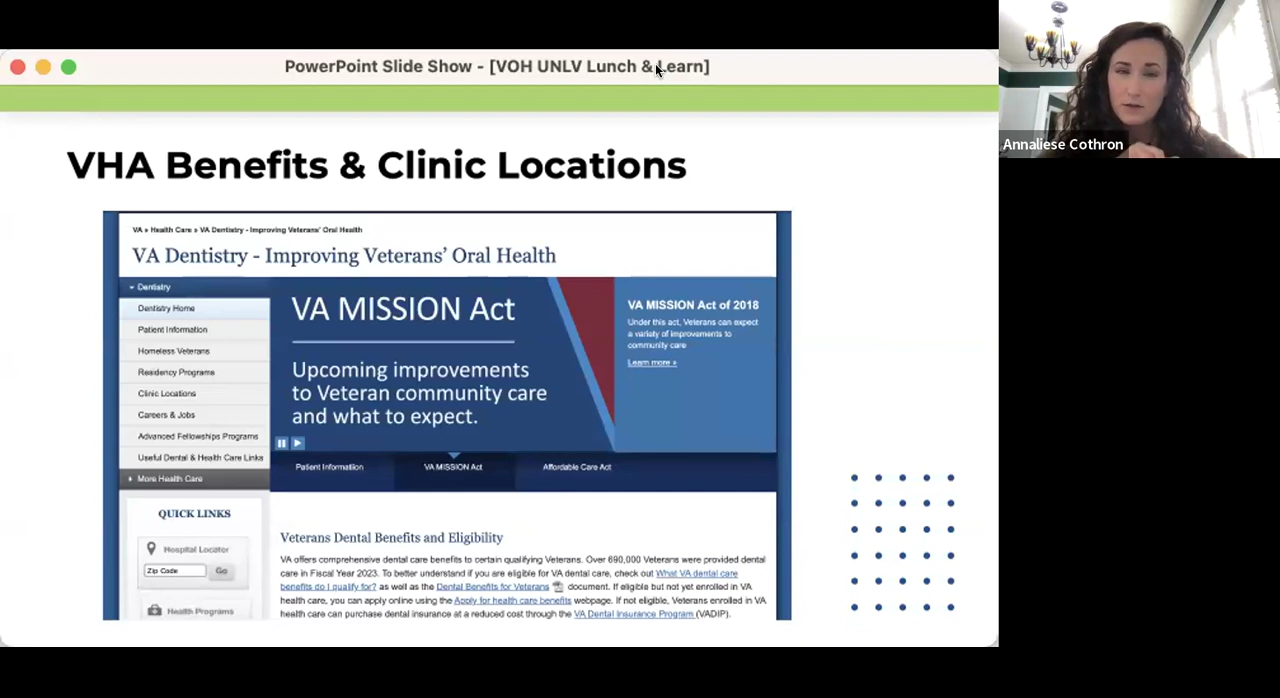 PowerPoint Slide Show - [VOH UNLV Lunch & Learn]
Annaliese Cothron
VHA Benefits & Clinic Locations
VA » Health Care » VA Dentistry - Improving Veterans' Oral Health
VA Dentistry - Improving Veterans' Oral Health
Dentistry
Dentistry Home
Patient Information
Homeless Veterans
Residency Programs
Clinic Locations
Careers & Jobs
Advanced Fellowships Programs
Useful Dental & Health Care Links
More Health Care
QUICK LINKS
Hospital Locator
Zip Code
Go
Health Programs
VA MISSION Act
Upcoming improvements
to Veteran community care
and what to expect.
VA MISSION Act of 2018
Under this act, Veterans can expect
a variety of improvements to
community care
Learn more »
Patient Information VA MISSION Act Affordable Care Act
Veterans Dental Benefits and Eligibility
VA offers comprehensive dental care benefits to certain qualifying Veterans. Over 690,000 Veterans were provided dental
care in Fiscal Year 2023. To better understand if you are eligible for VA dental care, check out What VA dental care
benefits do I qualify for? as well as the Dental Benefits for Veterans document. If eligible but not yet enrolled in VA
health care, you can apply online using the Apply for health care benefits webpage. If not eligible, Veterans enrolled in VA
health care can purchase dental insurance at a reduced cost through the VA Dental Insurance Program (VADIP).